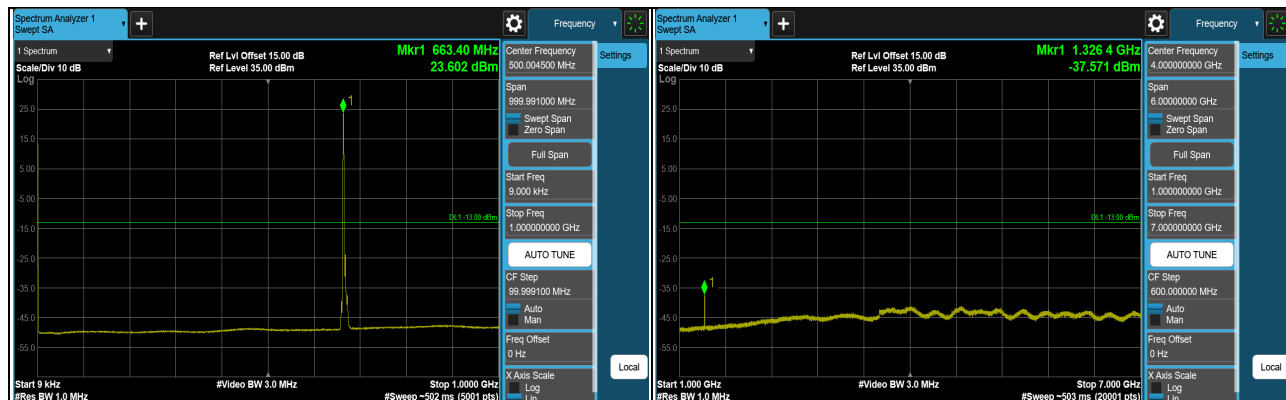 Spectrum Analyzer 1
Swept SA
+
Frequency
1 Spectrum
Scale/Div 10 dB
Log
Ref Lvl Offset 15.00 dB
Ref Level 35.00 dBm
Mkr1 663.40 MHz
23.602 dBm
1
25.0
15.0
5.00
-5.00
-15.0
-25.0
-35.0
-45.0
-55.0
DL1 -13.00 dBm
Start 9 kHz
#Res BW 1.0 MHz
#Video BW 3.0 MHz
Stop 1.0000 GHz
#Sweep ~502 ms (5001 pts)
Center Frequency
500.004500 MHz
Span
999.991000 MHz
Swept Span
Zero Span
Full Span
Start Freq
9.000 kHz
Stop Freq
1.000000000 GHz
AUTO TUNE
CF Step
99.999100 MHz
Auto
Man
Freq Offset
0 Hz
X Axis Scale
Log
Lin
Settings
Local
Spectrum Analyzer 1
Swept SA
+
Frequency
1 Spectrum
Scale/Div 10 dB
Log
Ref Lvl Offset 15.00 dB
Ref Level 35.00 dBm
Mkr1 1.326 4 GHz
-37.571 dBm
1
25.0
15.0
5.00
-5.00
-15.0
-25.0
-35.0
-45.0
-55.0
DL1 -13.00 dBm
Start 1.000 GHz
#Res BW 1.0 MHz
#Video BW 3.0 MHz
Stop 7.000 GHz
#Sweep ~503 ms (20001 pts)
Center Frequency
4.000000000 GHz
Span
6.00000000 GHz
Swept Span
Zero Span
Full Span
Start Freq
1.000000000 GHz
Stop Freq
7.000000000 GHz
AUTO TUNE
CF Step
600.000000 MHz
Auto
Man
Freq Offset
0 Hz
X Axis Scale
Log
Lin
Settings
Local